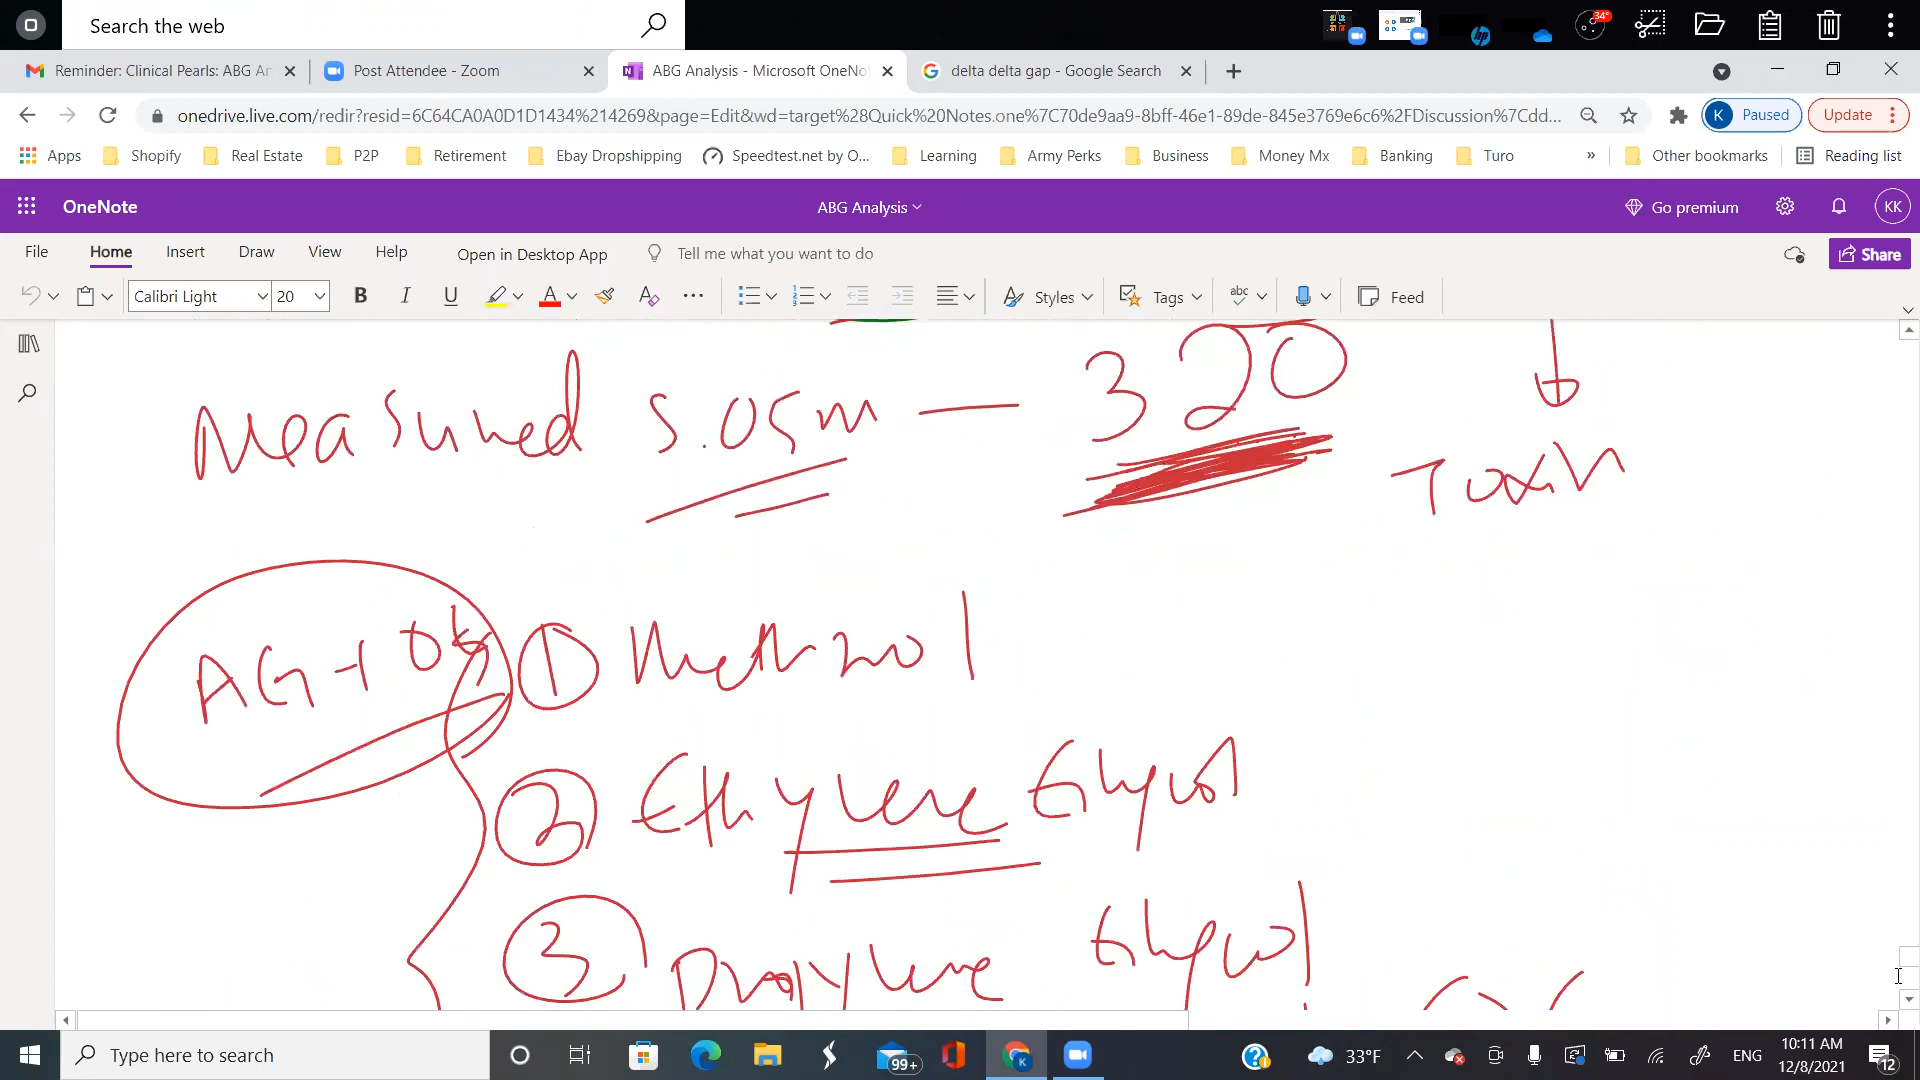 Search the web
34°
Reminder: Clinical Pearls: ABG An
Post Attendee - Zoom
ABG Analysis - Microsoft OneNo
delta delta gap - Google Search
onedrive.live.com/redir?resid=6C64CA0A0D1D1434%214269&page=Edit&wd=target%28Quick%20Notes.one%7C70de9aa9-8bff-46e1-89de-845e3769e6c6%2FDiscussion%7Cdd...
K Paused
Update
Apps Shopify Real Estate P2P Retirement Ebay Dropshipping Speedtest.net by O... Learning Army Perks Business Money Mx Banking Turo » Other bookmarks Reading list
OneNote
ABG Analysis
Go premium
KK
File Home Insert Draw View Help Open in Desktop App Tell me what you want to do
Share
Calibri Light 20 B I U A Styles Tags abc Feed
Measured S.OSm — 320
Toxin
AG + OG
① Methanol
② Ethylene Glycol
③ Propylene Glycol
Type here to search
99+
33°F
ENG
10:11 AM
12/8/2021
12